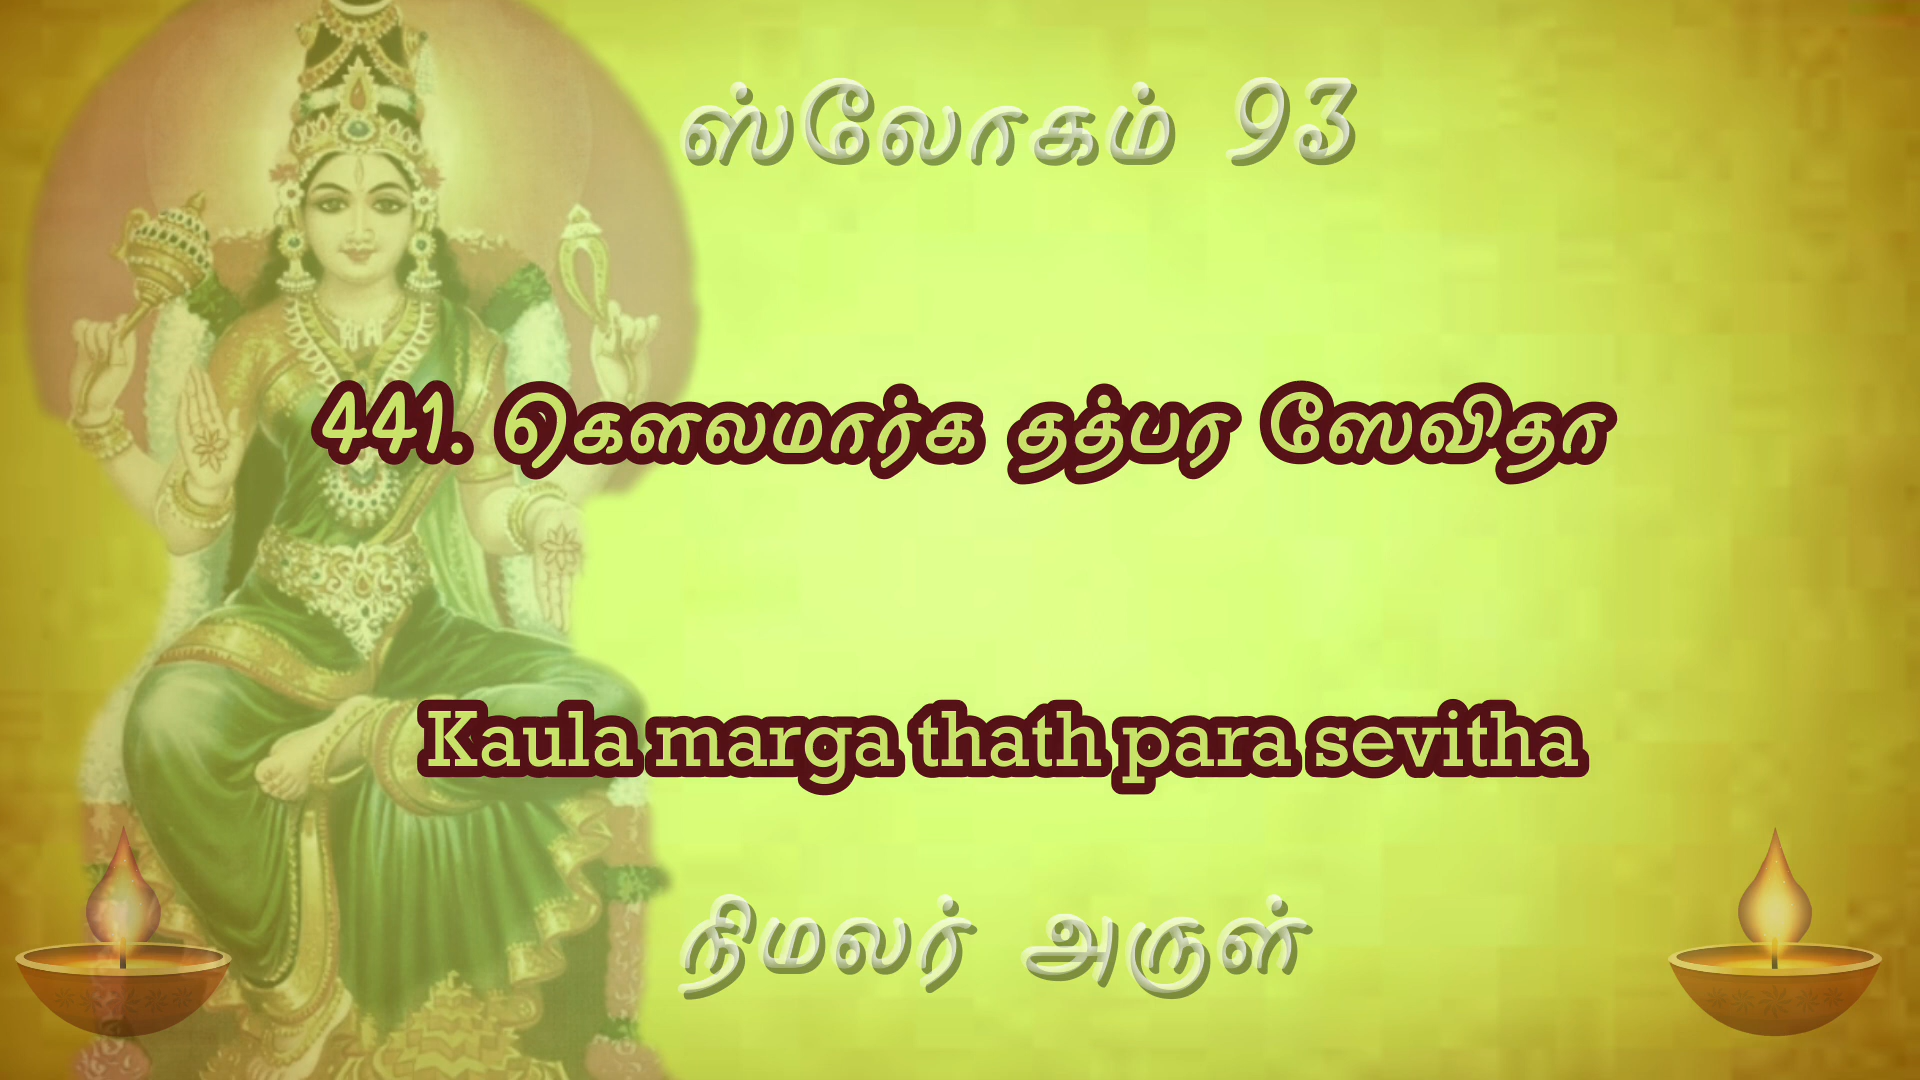 ஸ்லோகம் 93
441. கௌலமார்க தத்பர ஸேவிதா
Kaula marga thath para sevitha
நிமலர் அருள்